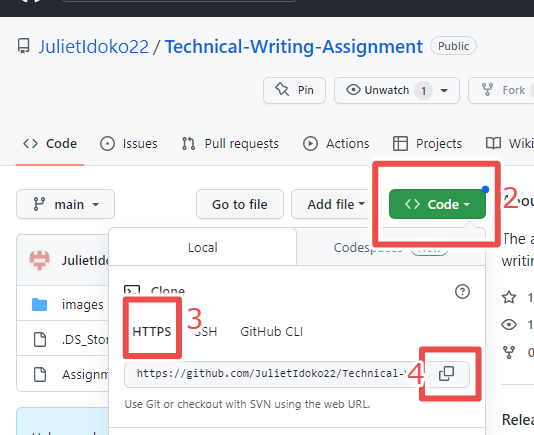 JulietIdoko22 / Technical-Writing-Assignment Public
Pin Unwatch 1 Fork
Code Issues Pull requests Actions Projects Wiki
main Go to file Add file Code 2
Local Codespaces New
The a
writing
Clone
HTTPS 3 SSH GitHub CLI
https://github.com/JulietIdoko22/Technical- 4
Use Git or checkout with SVN using the web URL.
JulietIdo
images
.DS_Stor
Assignm
1
1
0
Relea